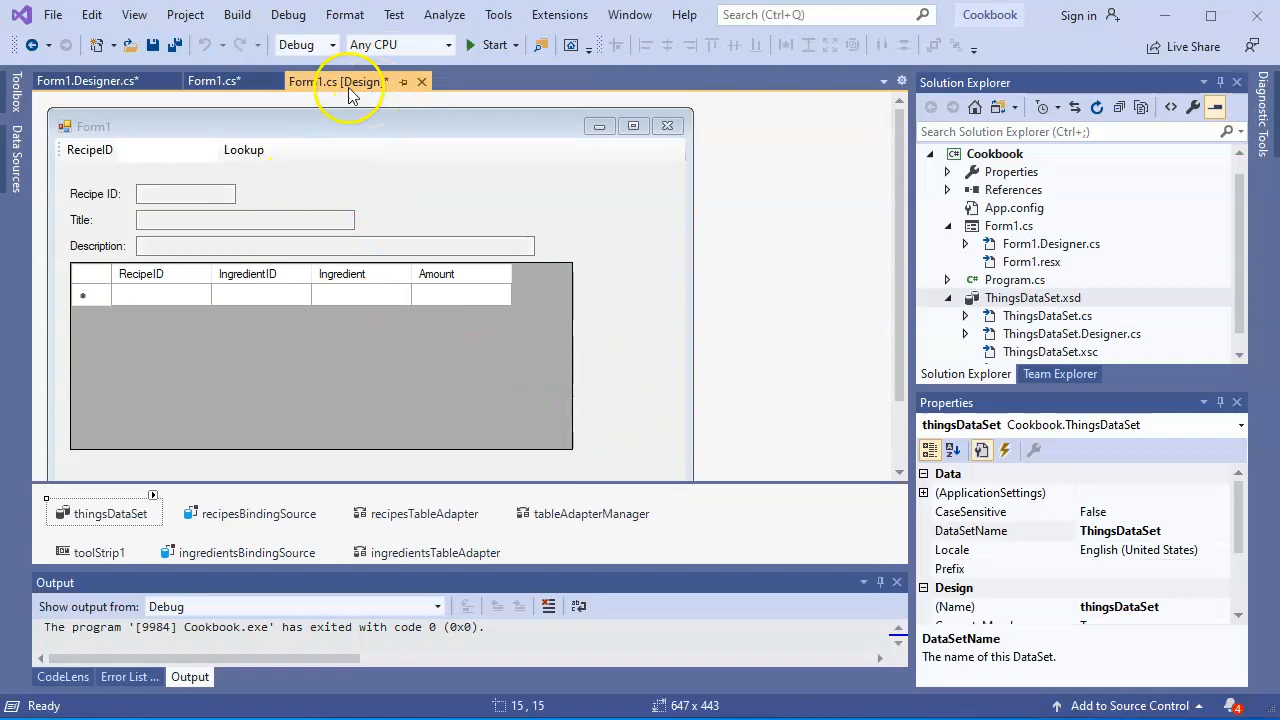 File Edit View Project Build Debug Format Test Analyze Tools Extensions Window Help Search (Ctrl+Q) Cookbook Sign in
Debug Any CPU Start Live Share
Toolbox
Data Sources
Form1.Designer.cs* Form1.cs* Form1.cs [Design]*
Form1
RecipeID Lookup
Recipe ID:
Title:
Description:
RecipeID IngredientID Ingredient Amount
thingsDataSet recipesBindingSource recipesTableAdapter tableAdapterManager
toolStrip1 ingredientsBindingSource ingredientsTableAdapter
Output
Show output from: Debug
The program '[9984] Cookbook.exe' has exited with code 0 (0x0).
CodeLens Error List ... Output
Solution Explorer
Search Solution Explorer (Ctrl+;)
Cookbook
Properties
References
App.config
Form1.cs
Form1.Designer.cs
Form1.resx
Program.cs
ThingsDataSet.xsd
ThingsDataSet.cs
ThingsDataSet.Designer.cs
ThingsDataSet.xsc
Solution Explorer Team Explorer
Properties
thingsDataSet Cookbook.ThingsDataSet
Data
(ApplicationSettings)
CaseSensitive False
DataSetName ThingsDataSet
Locale English (United States)
Prefix
Design
(Name) thingsDataSet
DataSetName
The name of this DataSet.
Diagnostic Tools
Ready 15, 15 647 x 443 Add to Source Control 4